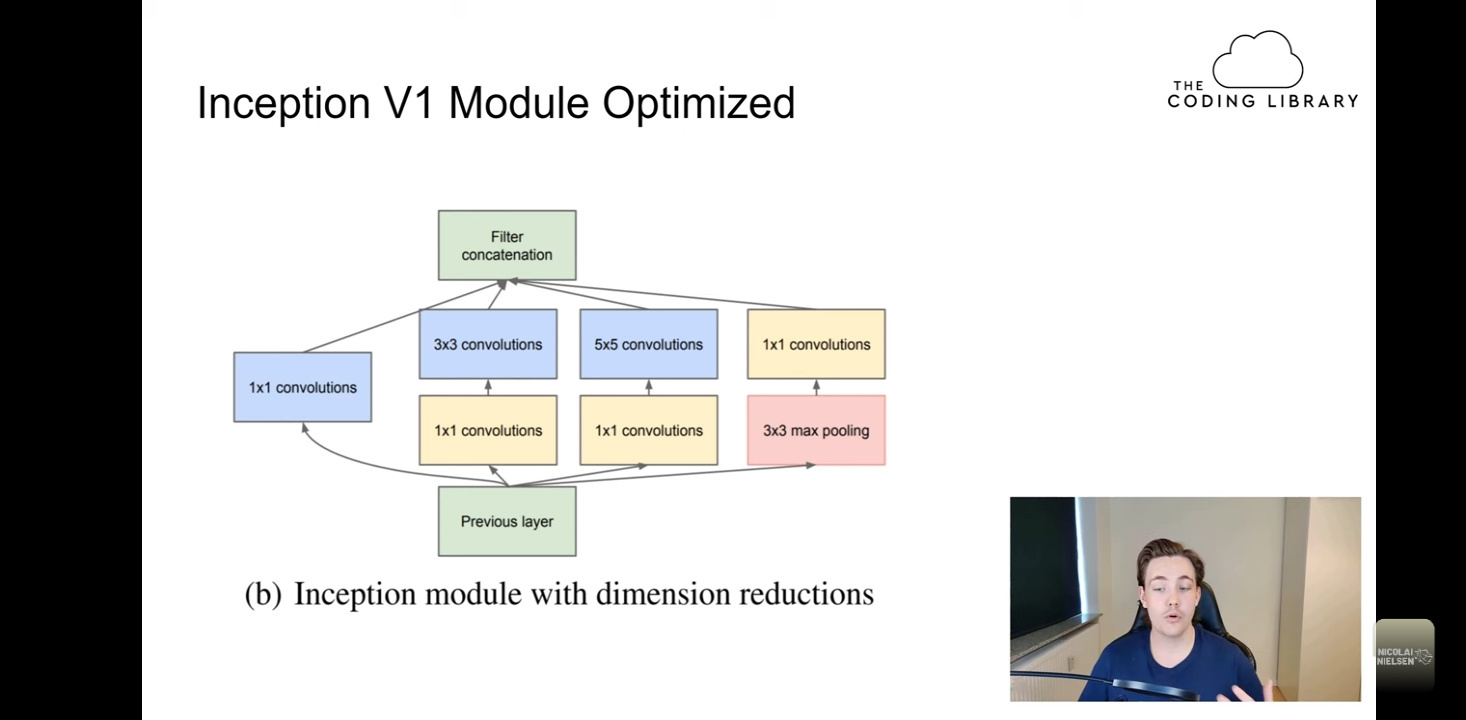 THE
CODING LIBRARY
Inception V1 Module Optimized
Filter
concatenation
3x3 convolutions
5x5 convolutions
1x1 convolutions
1x1 convolutions
1x1 convolutions
1x1 convolutions
3x3 max pooling
Previous layer
(b) Inception module with dimension reductions
NICOLAI
NIELSEN